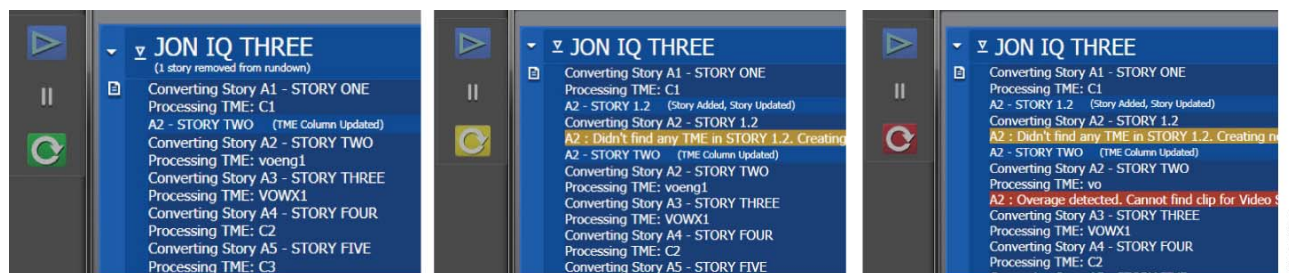 JON IQ THREE
(1 story removed from rundown)
Converting Story A1 - STORY ONE
Processing TME: C1
A2 - STORY TWO (TME Column Updated)
Converting Story A2 - STORY TWO
Processing TME: voeng1
Converting Story A3 - STORY THREE
Processing TME: VOWX1
Converting Story A4 - STORY FOUR
Processing TME: C2
Converting Story A5 - STORY FIVE
Processing TME: C3
JON IQ THREE
Converting Story A1 - STORY ONE
Processing TME: C1
A2 - STORY 1.2 (Story Added, Story Updated)
Converting Story A2 - STORY 1.2
A2 : Didn't find any TME in STORY 1.2. Creating
A2 - STORY TWO (TME Column Updated)
Converting Story A2 - STORY TWO
Processing TME: voeng1
Converting Story A3 - STORY THREE
Processing TME: VOWX1
Converting Story A4 - STORY FOUR
Processing TME: C2
Converting Story A5 - STORY FIVE
JON IQ THREE
Converting Story A1 - STORY ONE
Processing TME: C1
A2 - STORY 1.2 (Story Added, Story Updated)
Converting Story A2 - STORY 1.2
A2 : Didn't find any TME in STORY 1.2. Creating
A2 - STORY TWO (TME Column Updated)
Converting Story A2 - STORY TWO
Processing TME: vo
A2 : Overage detected. Cannot find clip for Video
Converting Story A3 - STORY THREE
Processing TME: VOWX1
Converting Story A4 - STORY FOUR
Processing TME: C2